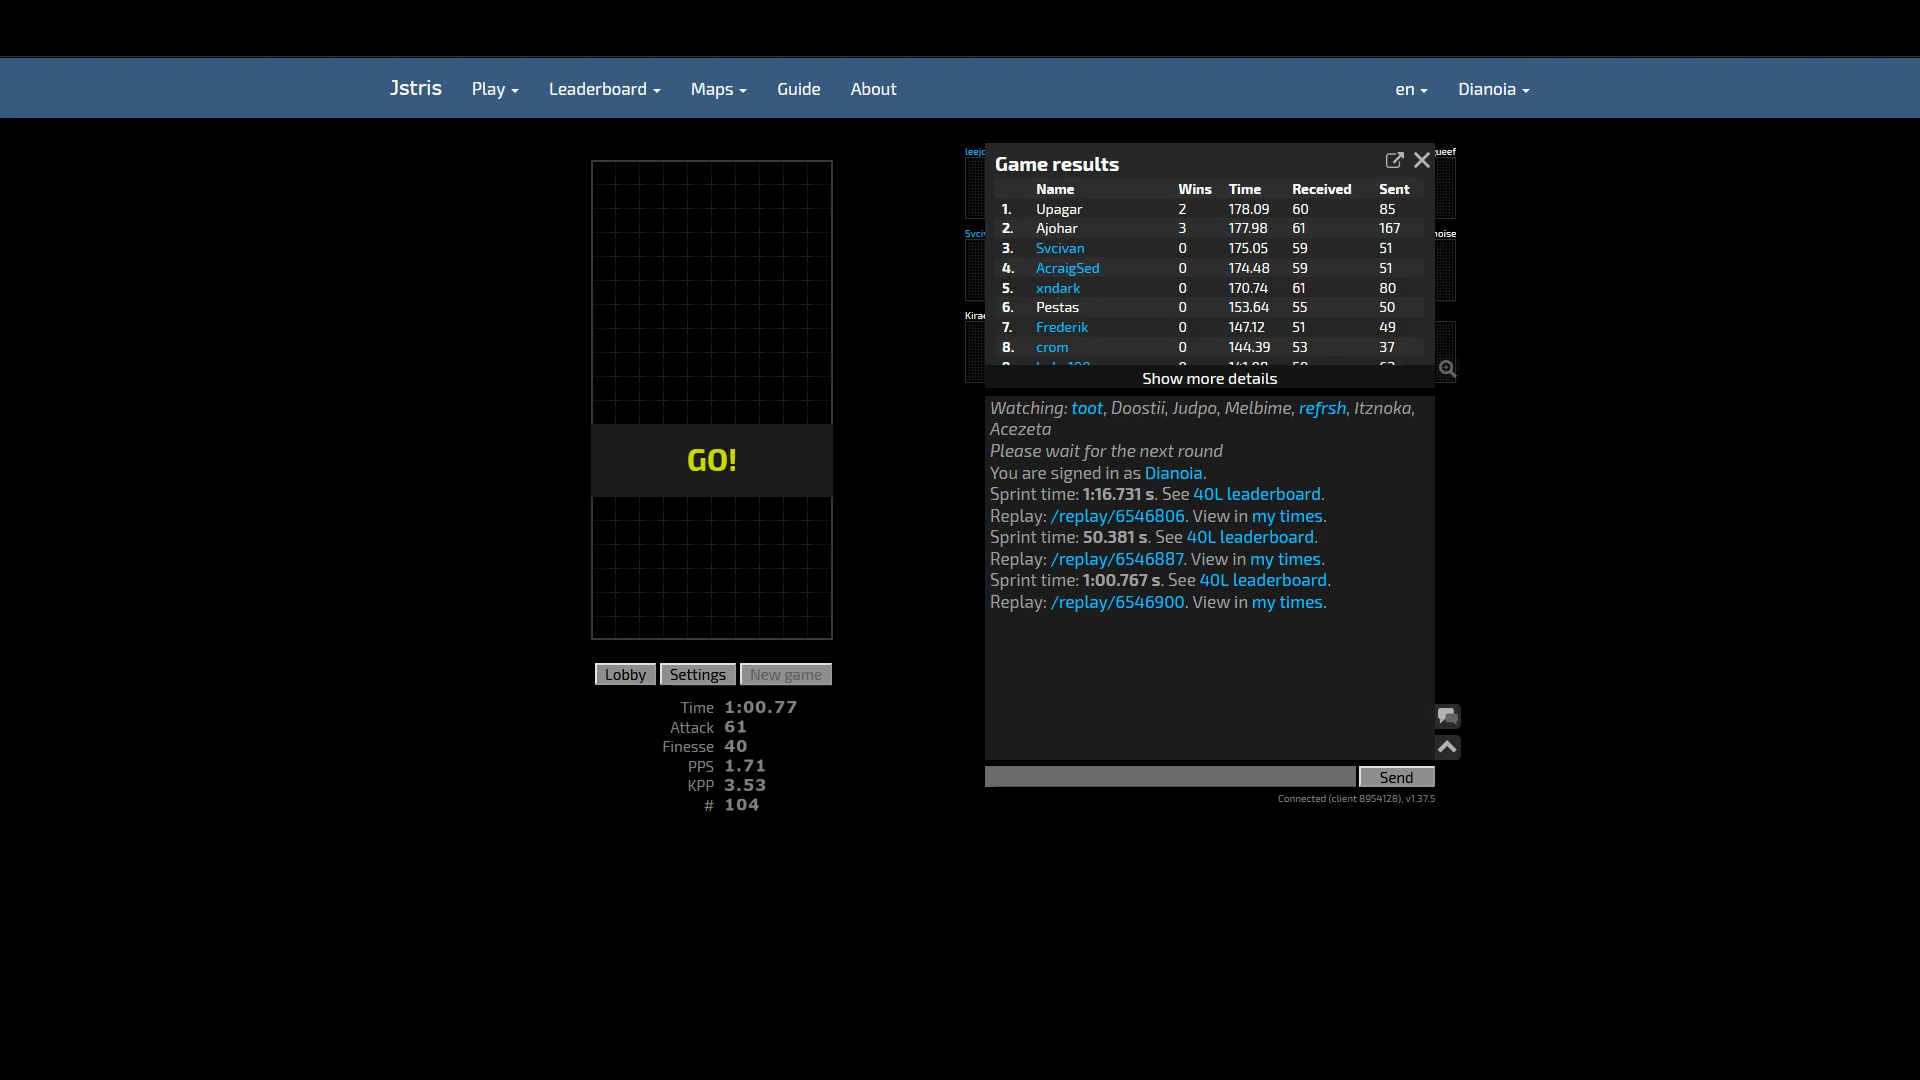 Jstris Play Leaderboard Maps Guide About en Dianoia
Game results
Name Wins Time Received Sent
1. Upagar 2 178.09 60 85
2. Ajohar 3 177.98 61 167
3. Svcivan 0 175.05 59 51
4. AcraigSed 0 174.48 59 51
5. xndark 0 170.74 61 80
6. Pestas 0 153.64 55 50
7. Frederik 0 147.12 51 49
8. crom 0 144.39 53 37
Show more details
GO!
Lobby Settings New game
Time 1:00.77
Attack 61
Finesse 40
PPS 1.71
KPP 3.53
# 104
Watching: toot, Doostii, Judpo, Melbime, refrsh, Itznoka,
Acezeta
Please wait for the next round
You are signed in as Dianoia.
Sprint time: 1:16.731 s. See 40L leaderboard.
Replay: /replay/6546806. View in my times.
Sprint time: 50.381 s. See 40L leaderboard.
Replay: /replay/6546887. View in my times.
Sprint time: 1:00.767 s. See 40L leaderboard.
Replay: /replay/6546900. View in my times.
Send
Connected (client 8954128), v1.37.5